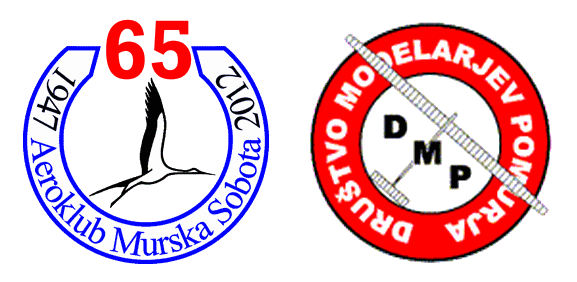 65
1947 Aeroklub Murska Sobota 2012
DRUŠTVO MODELARJEV POMURJA
D M P